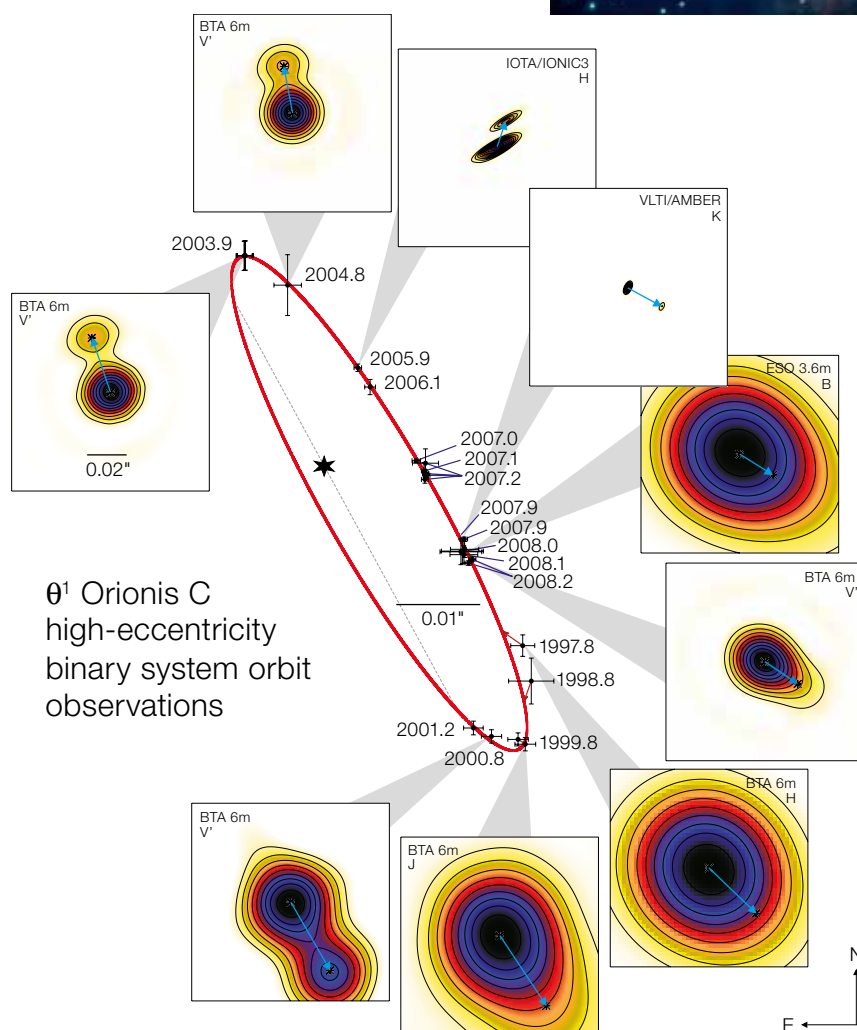 BTA 6m
V'
IOTA/IONIC3
H
VLTI/AMBER
K
2003.9
2004.8
BTA 6m
V'
0.02"
2005.9
2006.1
ESO 3.6m
B
2007.0
2007.1
2007.2
2007.9
2007.9
2008.0
2008.1
2008.2
BTA 6m
V'
0.01"
θ¹ Orionis C
high-eccentricity
binary system orbit
observations
1997.8
1998.8
2001.2
2000.8
1999.8
BTA 6m
H
BTA 6m
V'
BTA 6m
J
N
E